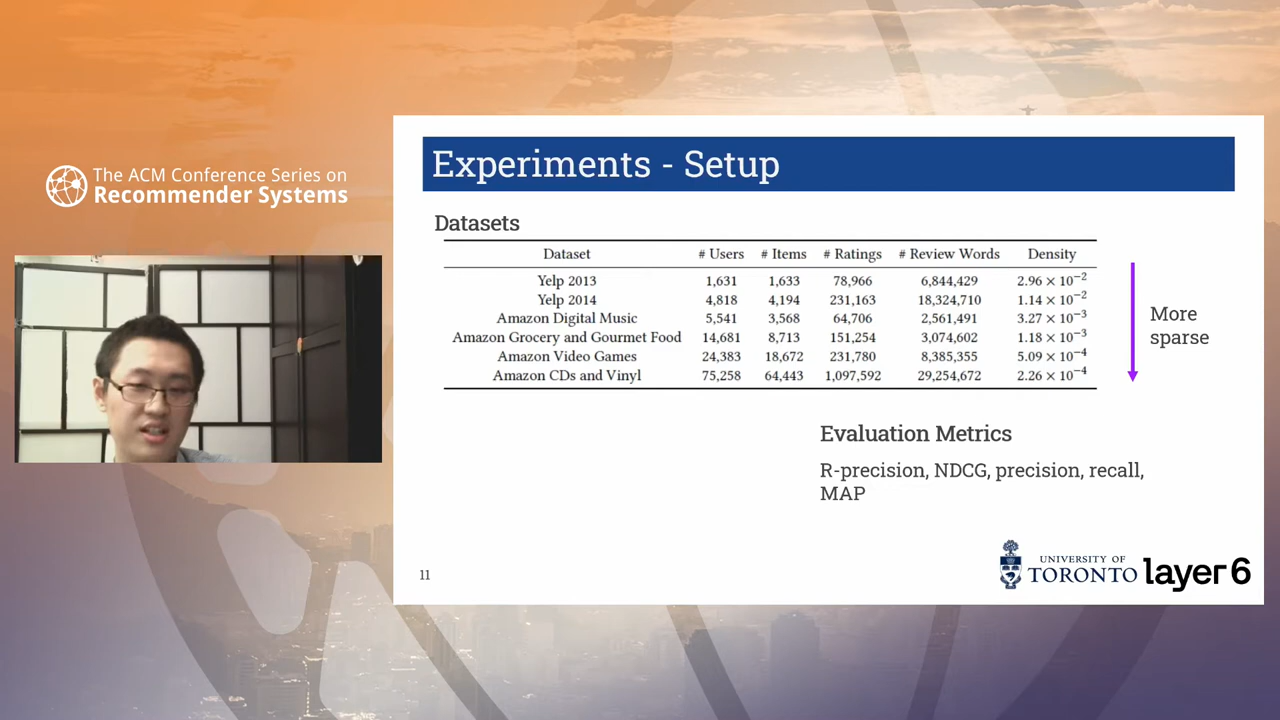 The ACM Conference Series on
Recommender Systems
Experiments - Setup
Datasets
Dataset # Users # Items # Ratings # Review Words Density
Yelp 2013 1,631 1,633 78,966 6,844,429 2.96 × 10⁻²
Yelp 2014 4,818 4,194 231,163 18,324,710 1.14 × 10⁻²
Amazon Digital Music 5,541 3,568 64,706 2,561,491 3.27 × 10⁻³
Amazon Grocery and Gourmet Food 14,681 8,713 151,254 3,074,602 1.18 × 10⁻³
Amazon Video Games 24,383 18,672 231,780 8,385,355 5.09 × 10⁻⁴
Amazon CDs and Vinyl 75,258 64,443 1,097,592 29,254,672 2.26 × 10⁻⁴
More
sparse
Evaluation Metrics
R-precision, NDCG, precision, recall,
MAP
11
UNIVERSITY OF
TORONTO
layer 6